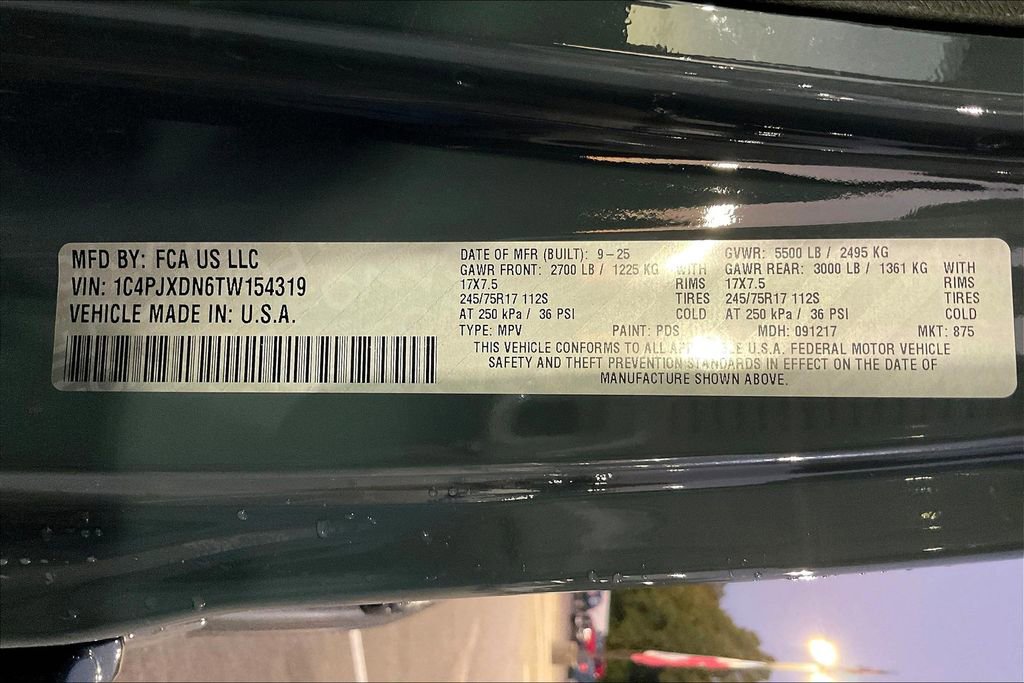 MFD BY: FCA US LLC
VIN: 1C4PJXDN6TW154319
VEHICLE MADE IN: U.S.A.
DATE OF MFR (BUILT): 9-25 GVWR: 5500 LB / 2495 KG
GAWR FRONT: 2700 LB / 1225 KG WITH GAWR REAR: 3000 LB / 1361 KG WITH
17X7.5 RIMS 17X7.5 RIMS
245/75R17 112S TIRES 245/75R17 112S TIRES
AT 250 kPa / 36 PSI COLD AT 250 kPa / 36 PSI COLD
TYPE: MPV PAINT: PDS MDH: 091217 MKT: 875
THIS VEHICLE CONFORMS TO ALL U.S.A. FEDERAL MOTOR VEHICLE
SAFETY AND THEFT PREVENTION STANDARDS IN EFFECT ON THE DATE OF
MANUFACTURE SHOWN ABOVE.